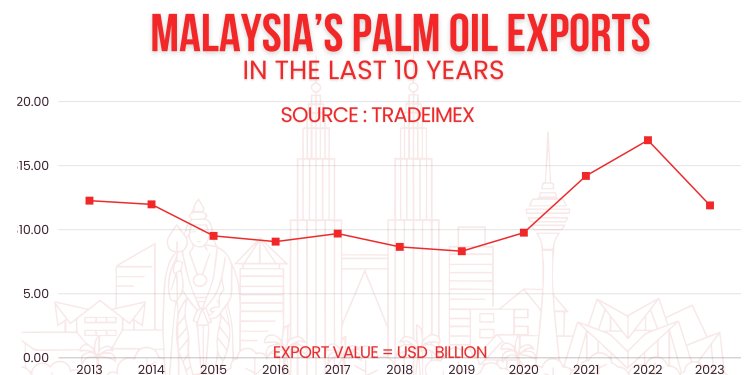 MALAYSIA'S PALM OIL EXPORTS
IN THE LAST 10 YEARS
SOURCE : TRADEIMEX
20.00
15.00
10.00
5.00
0.00
EXPORT VALUE = USD BILLION
2013 2014 2015 2016 2017 2018 2019 2020 2021 2022 2023